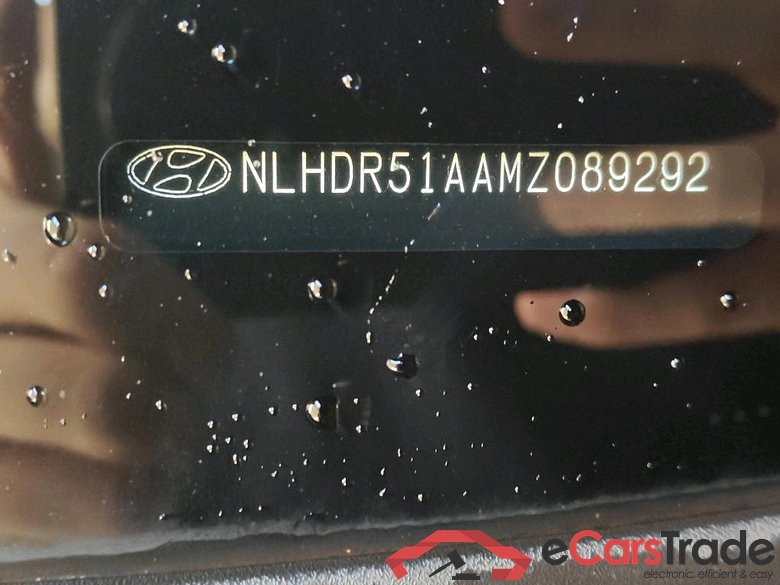 NLHDR51AAMZ089292
eCarsTrade
electronic, efficient & easy